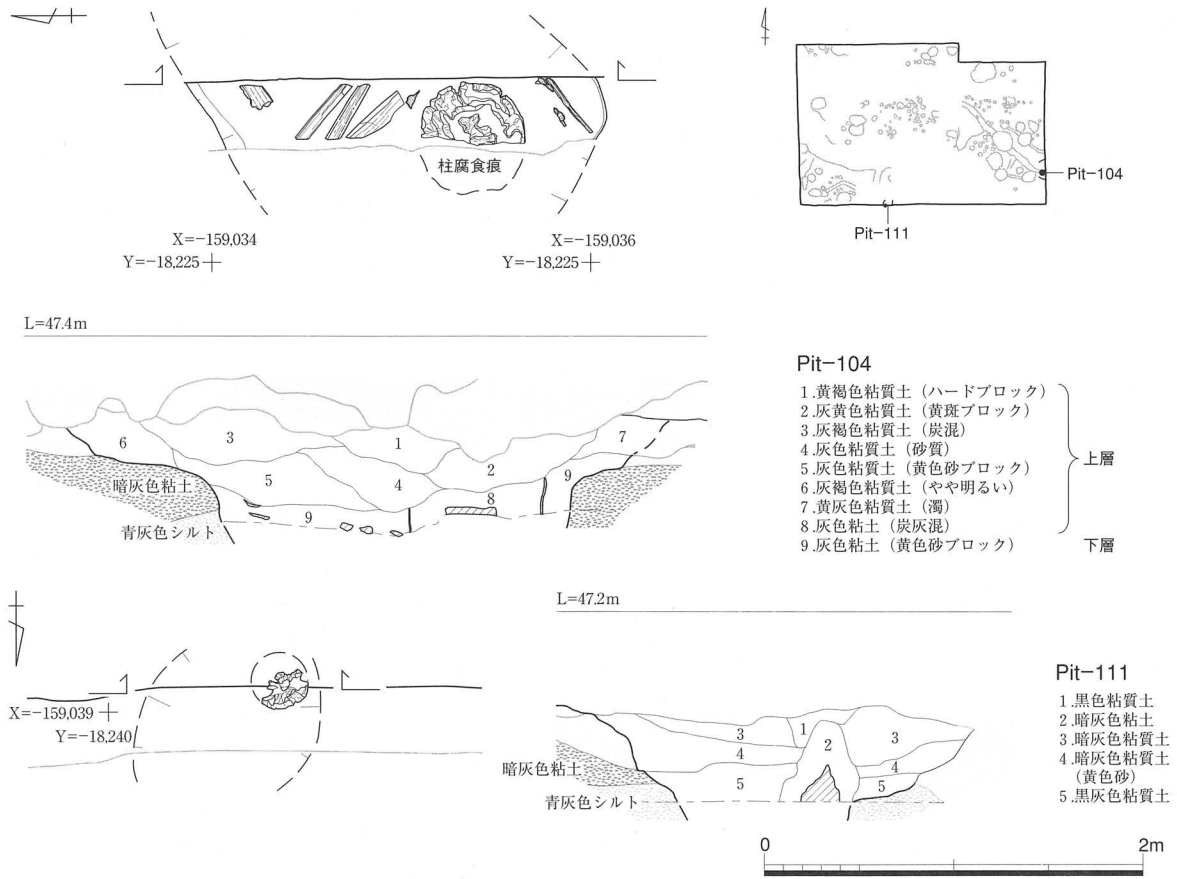 柱腐食痕
X=−159,034
Y=−18,225
X=−159,036
Y=−18,225
Pit−104
Pit−111
L=47.4m
1
2
3
4
5
6
7
8
9
9
暗灰色粘土
青灰色シルト
Pit−104
1.黄褐色粘質土（ハードブロック）
2.灰黄色粘質土（黄斑ブロック）
3.灰褐色粘質土（炭混）
4.灰色粘質土（砂質）
5.灰色粘質土（黄色砂ブロック）
6.灰褐色粘質土（やや明るい）
7.黄灰色粘質土（濁）
8.灰色粘土（炭灰混）
9.灰色粘土（黄色砂ブロック）
上層
下層
X=−159,039
Y=−18,240
L=47.2m
3
1
2
3
4
4
5
5
暗灰色粘土
青灰色シルト
Pit−111
1.黒色粘質土
2.暗灰色粘土
3.暗灰色粘質土
4.暗灰色粘質土
（黄色砂）
5.黒灰色粘質土
0
2m